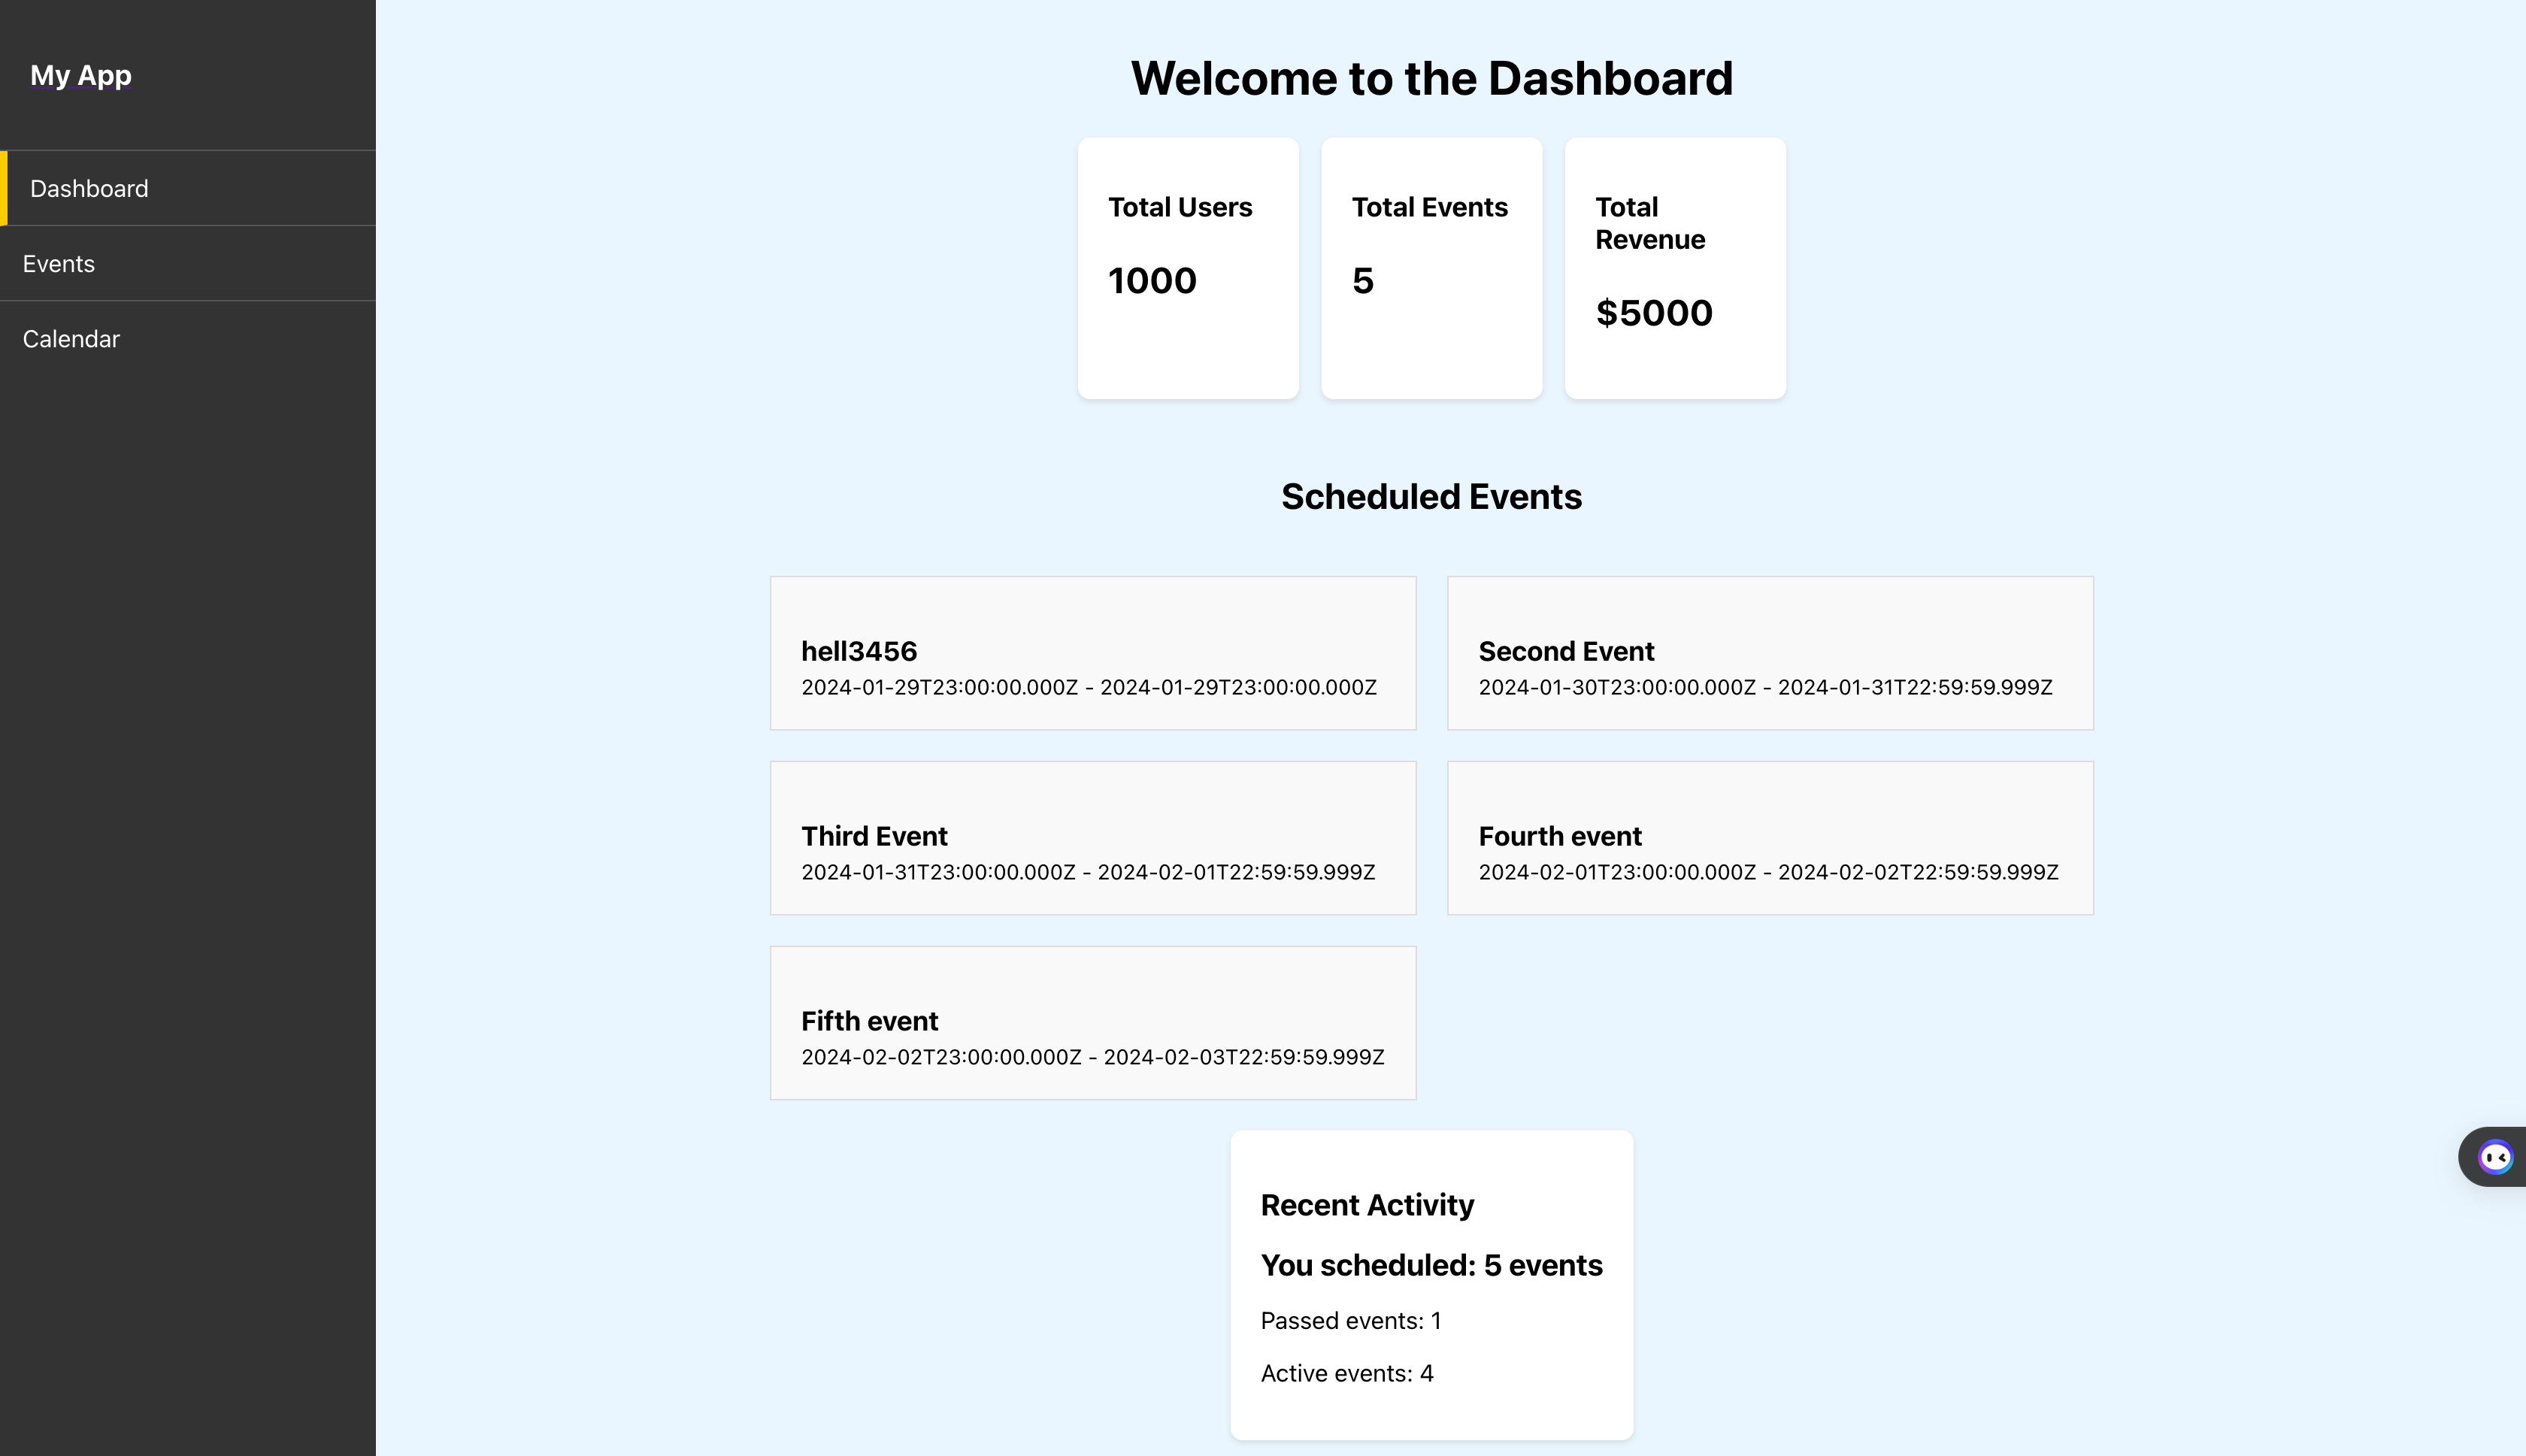 My App
Dashboard
Events
Calendar
Welcome to the Dashboard
Total Users
1000
Total Events
5
Total
Revenue
$5000
Scheduled Events
hell3456
2024-01-29T23:00:00.000Z - 2024-01-29T23:00:00.000Z
Second Event
2024-01-30T23:00:00.000Z - 2024-01-31T22:59:59.999Z
Third Event
2024-01-31T23:00:00.000Z - 2024-02-01T22:59:59.999Z
Fourth event
2024-02-01T23:00:00.000Z - 2024-02-02T22:59:59.999Z
Fifth event
2024-02-02T23:00:00.000Z - 2024-02-03T22:59:59.999Z
Recent Activity
You scheduled: 5 events
Passed events: 1
Active events: 4